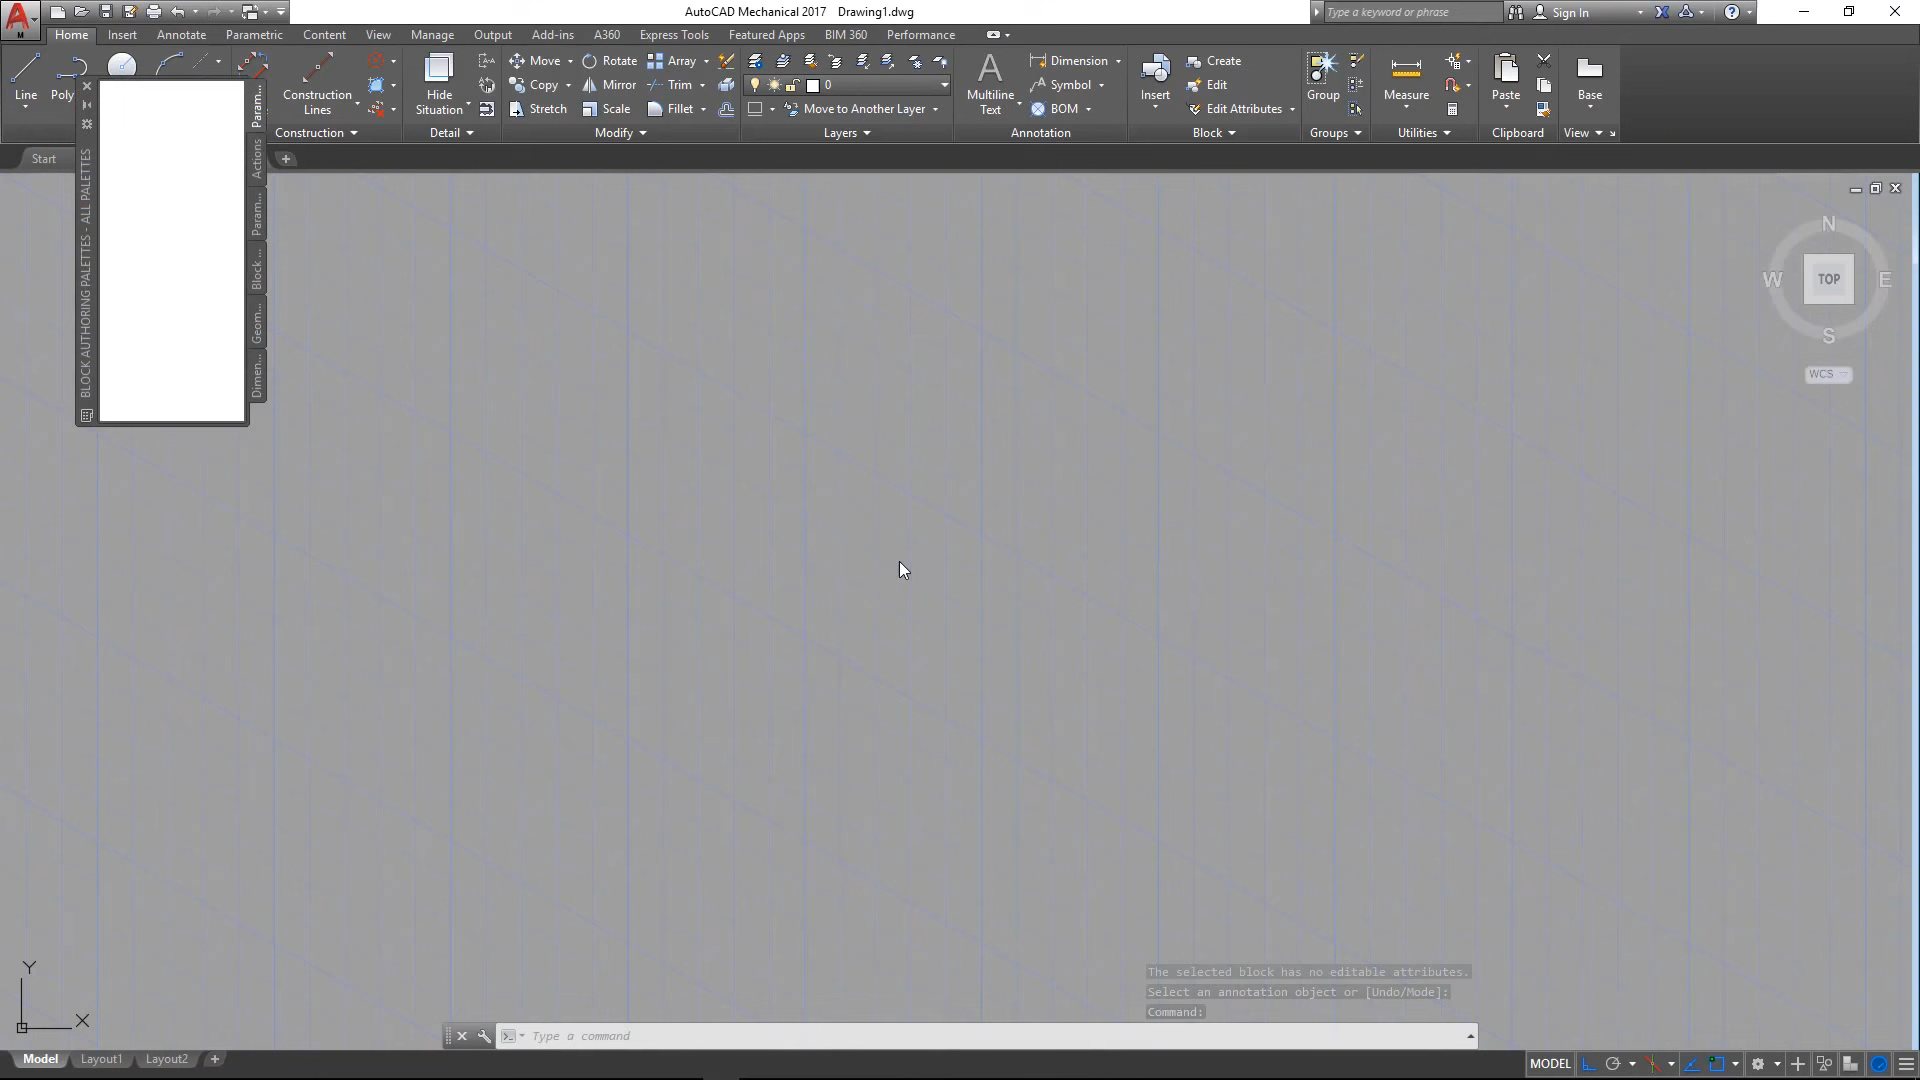 AutoCAD Mechanical 2017 Drawing1.dwg
Type a keyword or phrase
Sign In
Home Insert Annotate Parametric Content View Manage Output Add-ins A360 Express Tools Featured Apps BIM 360 Performance
M
Line
Construction
Lines
Hide
Situation
Move Rotate Array
Copy Mirror Trim
Stretch Scale Fillet
0
Move to Another Layer
Multiline
Text
Dimension
Symbol
BOM
Insert
Create
Edit
Edit Attributes
Group
Measure
Paste
Base
Construction Detail Modify Layers Annotation Block Groups Utilities Clipboard View
Start
BLOCK AUTHORING PALETTES - ALL PALETTES
Param...
Actions
Param...
Block ...
Geom...
Dimen...
N
W TOP E
S
WCS
The selected block has no editable attributes.
Select an annotation object or [Undo/Mode]:
Command:
Type a command
Y
X
Model Layout1 Layout2
MODEL